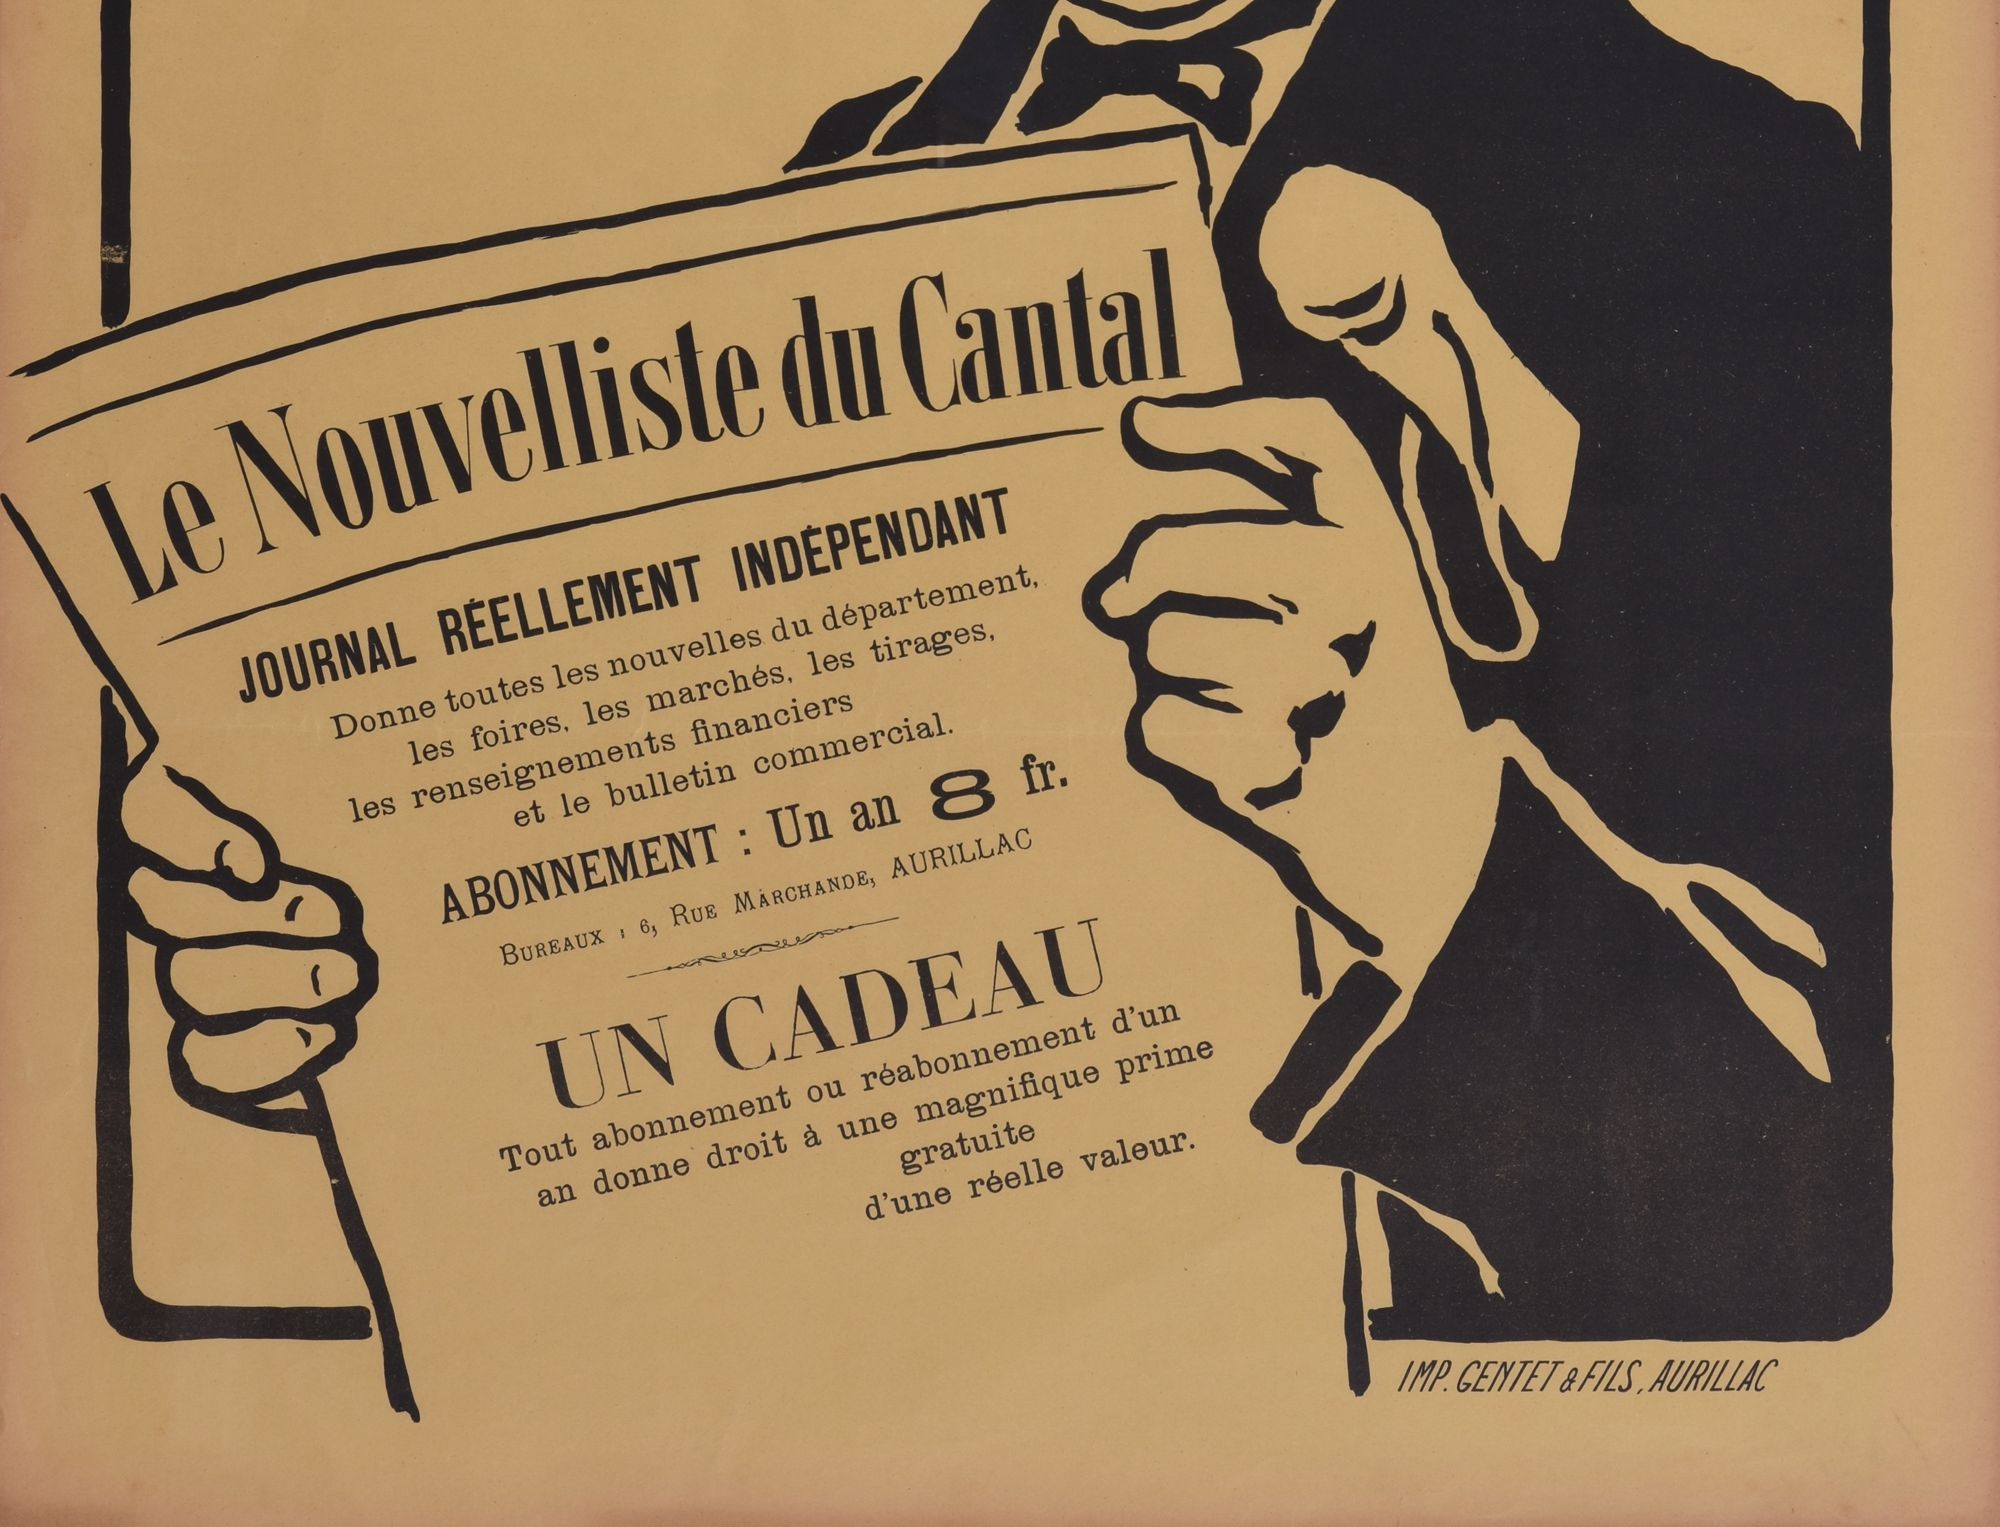 Le Nouvelliste du Cantal
JOURNAL RÉELLEMENT INDÉPENDANT
Donne toutes les nouvelles du département,
les foires, les marchés, les tirages,
les renseignements financiers
et le bulletin commercial.
ABONNEMENT : Un an 8 fr.
BUREAUX : 6, RUE MARCHANDE, AURILLAC
UN CADEAU
Tout abonnement ou réabonnement d'un
an donne droit à une magnifique prime
gratuite
d'une réelle valeur.
IMP. GENTET & FILS, AURILLAC